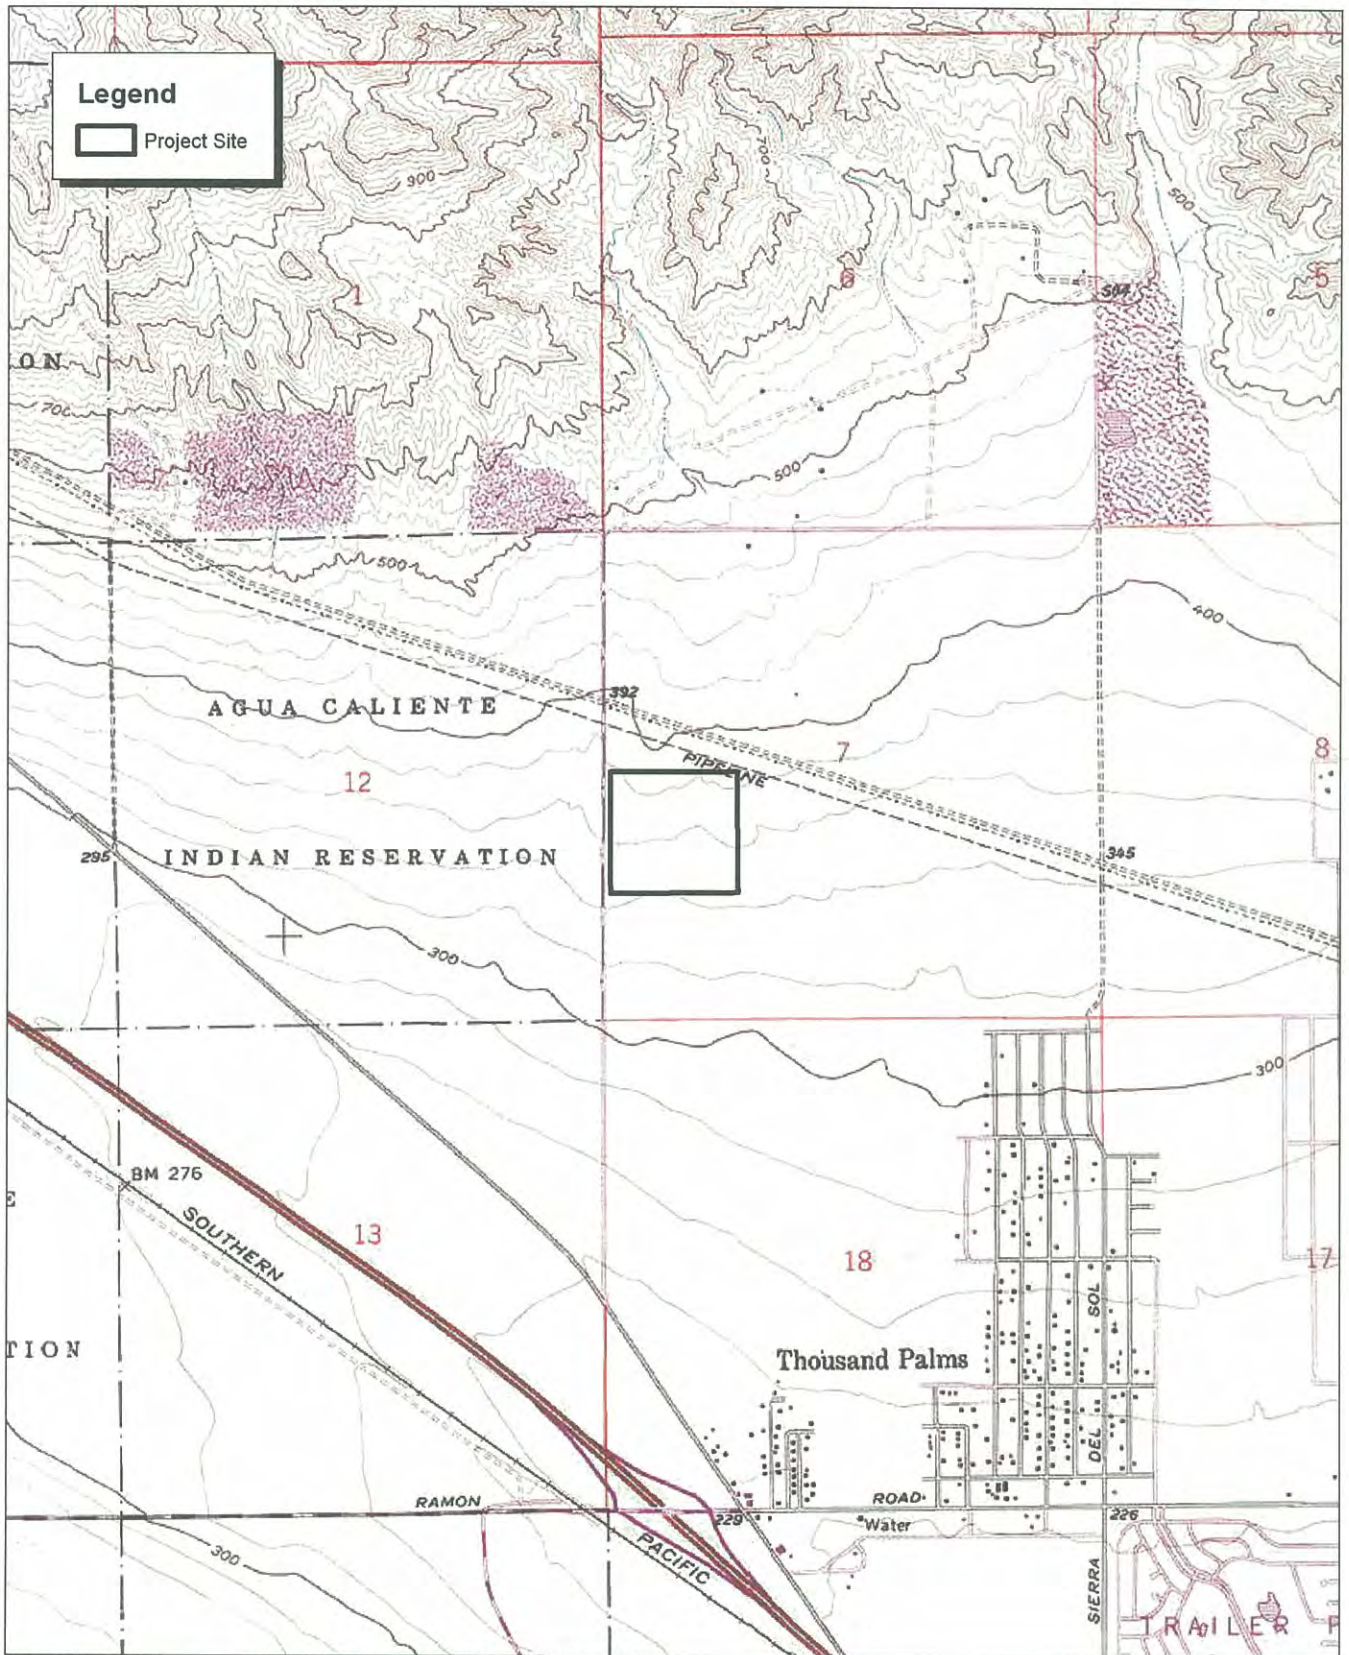 Legend
Project Site
900
700
500
1
6
5
504
ON
700
500
500
400
392
AGUA CALIENTE
7
8
PIPELINE
12
295
INDIAN RESERVATION
345
300
300
BM 276
SOUTHERN
13
18
17
SOL
TION
Thousand Palms
DEL
RAMON
ROAD
229
Water
226
300
PACIFIC
SIERRA
TRAILER P